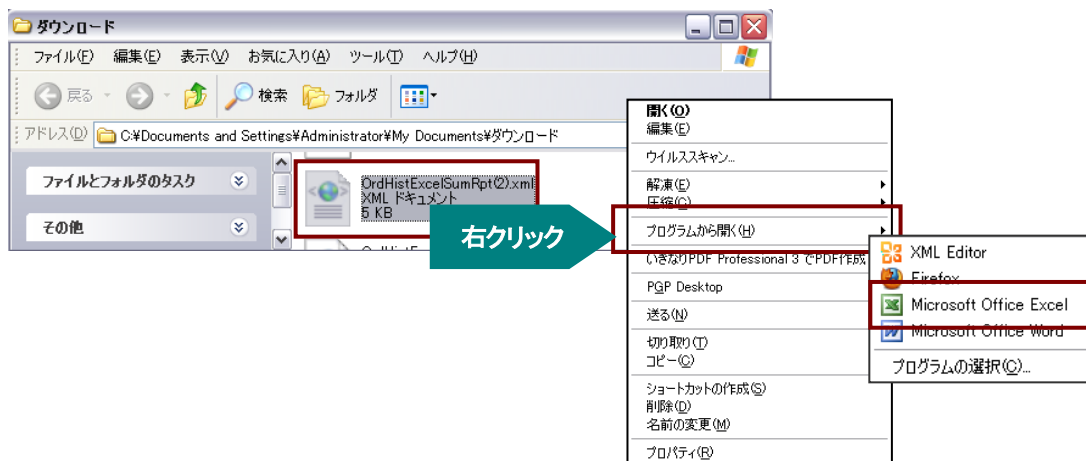 ダウンロード
ファイル(F) 編集(E) 表示(V) お気に入り(A) ツール(T) ヘルプ(H)
戻る 検索 フォルダ
アドレス(D) C:¥Documents and Settings¥Administrator¥My Documents¥ダウンロード
ファイルとフォルダのタスク
その他
OrdHistExcelSumRpt(2).xml
XML ドキュメント
5 KB
右クリック
開く(O)
編集(E)
ウイルススキャン...
解凍(E)
圧縮(C)
プログラムから開く(H)
いきなりPDF Professional 3 でPDF作成
PGP Desktop
送る(N)
切り取り(T)
コピー(C)
ショートカットの作成(S)
削除(D)
名前の変更(M)
プロパティ(R)
XML Editor
Firefox
Microsoft Office Excel
Microsoft Office Word
プログラムの選択(C)...